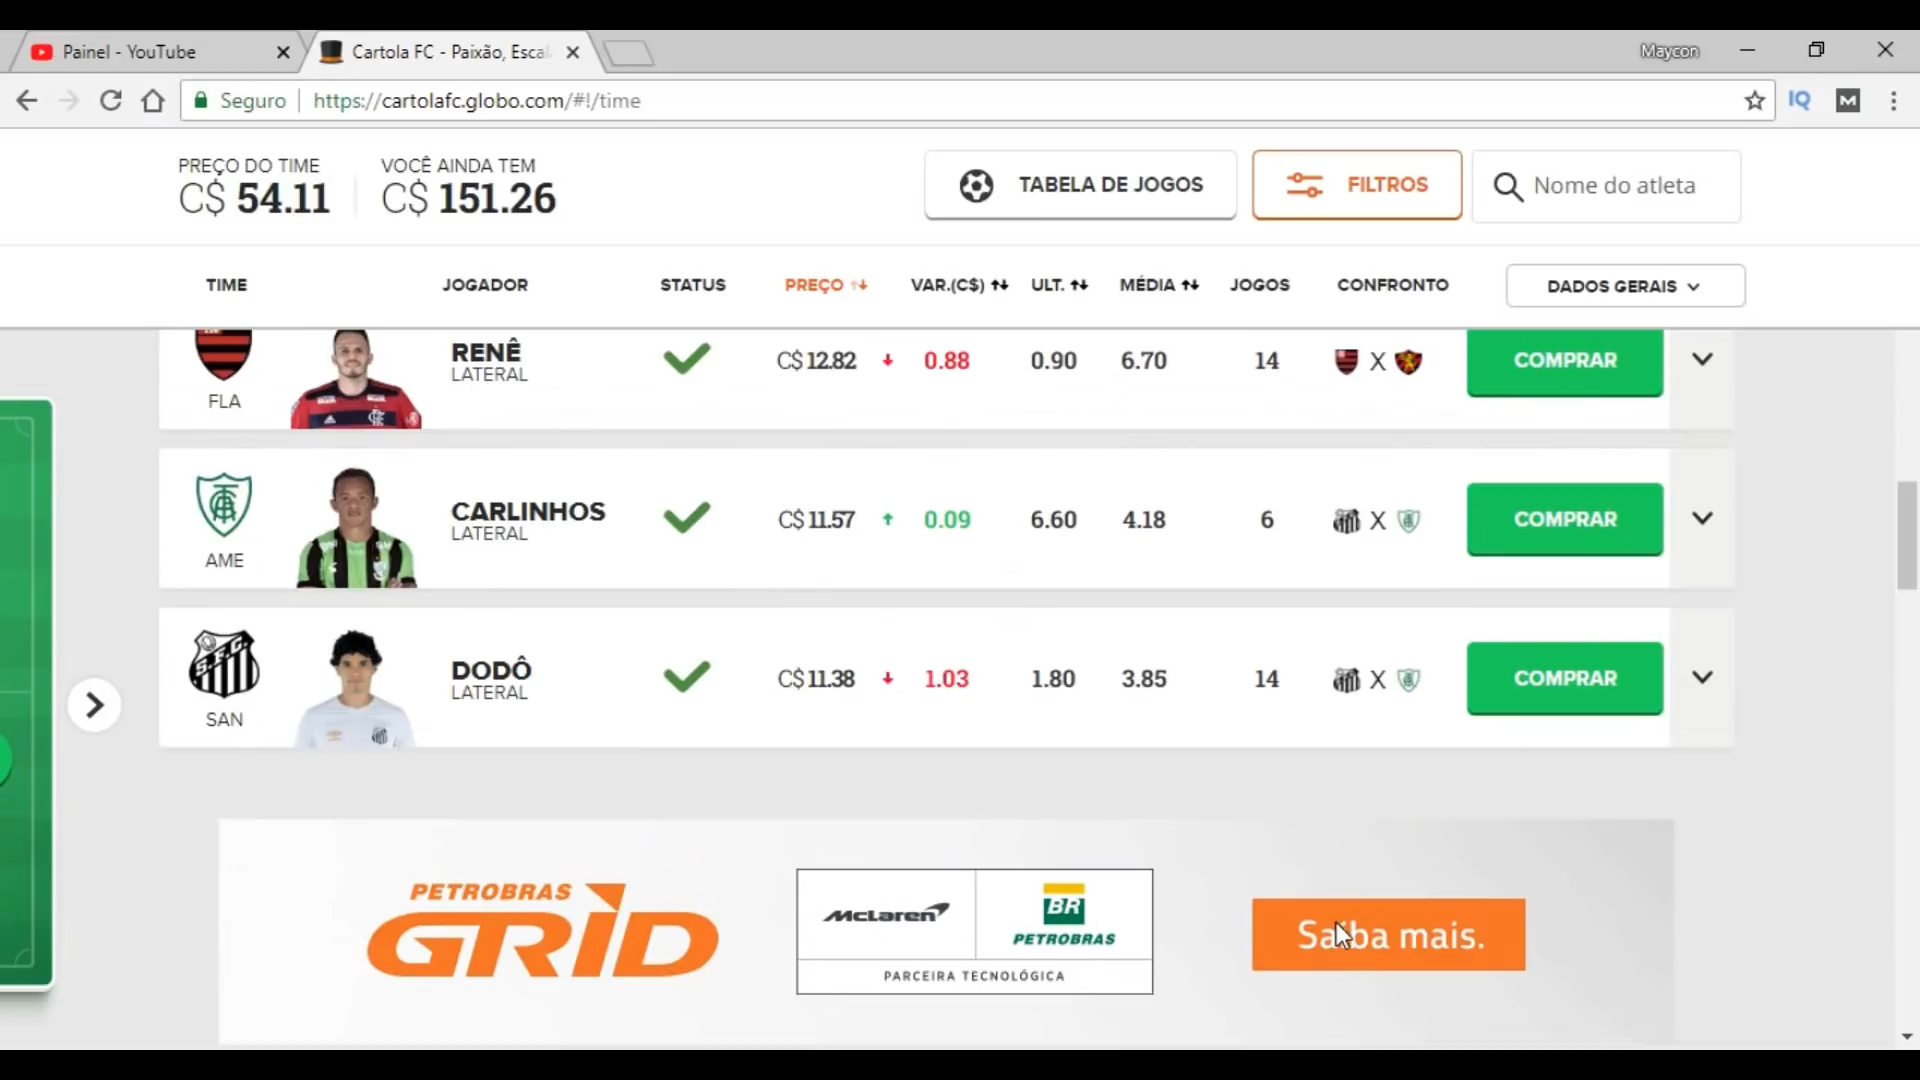 Painel - YouTube
Cartola FC - Paixão, Escal
Maycon
Seguro
https://cartolafc.globo.com/#!/time
IQ
M
PREÇO DO TIME
C$ 54.11
VOCÊ AINDA TEM
C$ 151.26
TABELA DE JOGOS
FILTROS
Nome do atleta
TIME JOGADOR STATUS PREÇO VAR.(C$) ULT. MÉDIA JOGOS CONFRONTO DADOS GERAIS
FLA
RENÊ
LATERAL
C$ 12.82 0.88 0.90 6.70 14 X COMPRAR
AME
CARLINHOS
LATERAL
C$ 11.57 0.09 6.60 4.18 6 X COMPRAR
SAN
DODÔ
LATERAL
C$ 11.38 1.03 1.80 3.85 14 X COMPRAR
PETROBRAS
GRID
McLaren
BR
PETROBRAS
PARCEIRA TECNOLÓGICA
Saiba mais.